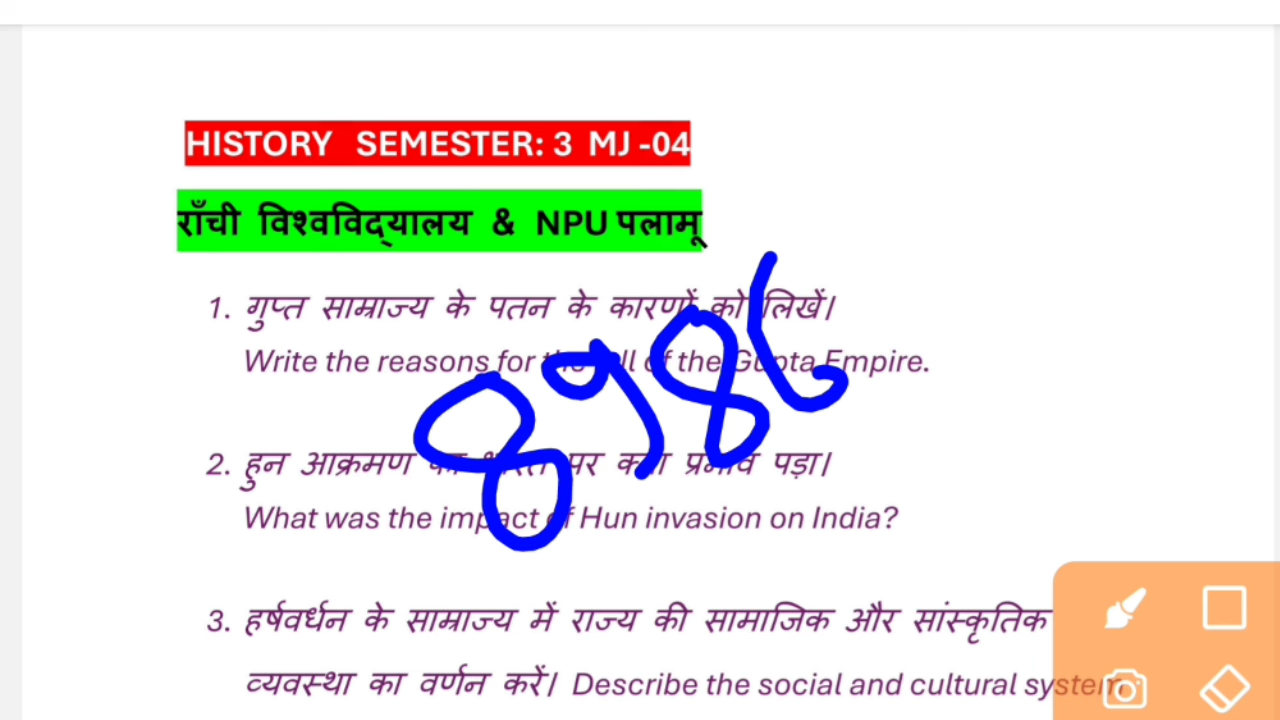 HISTORY SEMESTER: 3 MJ -04
राँची विश्वविद्यालय & NPU पलामू
1. गुप्त साम्राज्य के पतन के कारणों को लिखें।
Write the reasons for the fall of the Gupta Empire.
8986
2. हुन आक्रमण का भारत पर क्या प्रभाव पड़ा।
What was the impact of Hun invasion on India?
3. हर्षवर्धन के साम्राज्य में राज्य की सामाजिक और सांस्कृतिक
व्यवस्था का वर्णन करें। Describe the social and cultural system